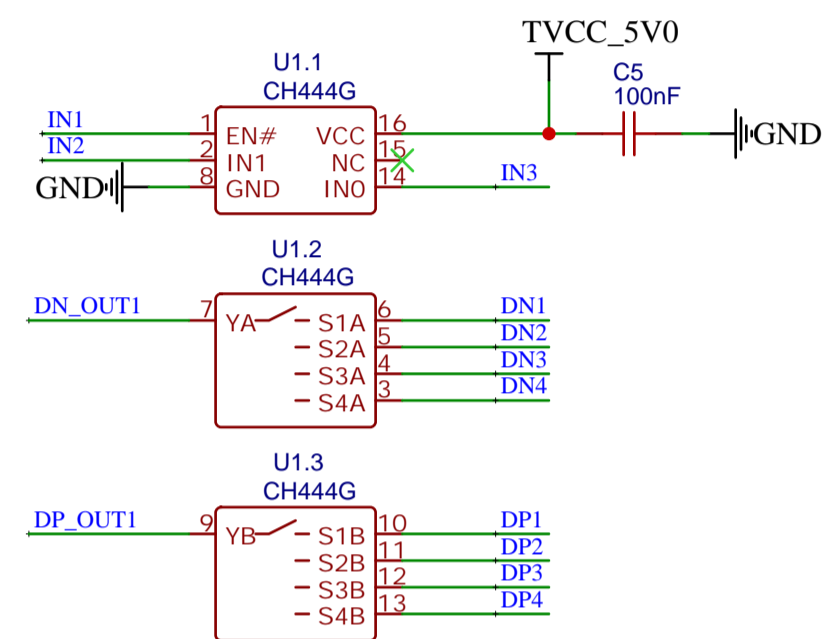 TVCC_5V0
U1.1
CH444G
C5
100nF
IN1 1 EN# VCC 16 GND
IN2 2 IN1 NC 15
GND 8 GND IN0 14 IN3
U1.2
CH444G
DN_OUT1 7 YA S1A 6 DN1
S2A 5 DN2
S3A 4 DN3
S4A 3 DN4
U1.3
CH444G
DP_OUT1 9 YB S1B 10 DP1
S2B 11 DP2
S3B 12 DP3
S4B 13 DP4